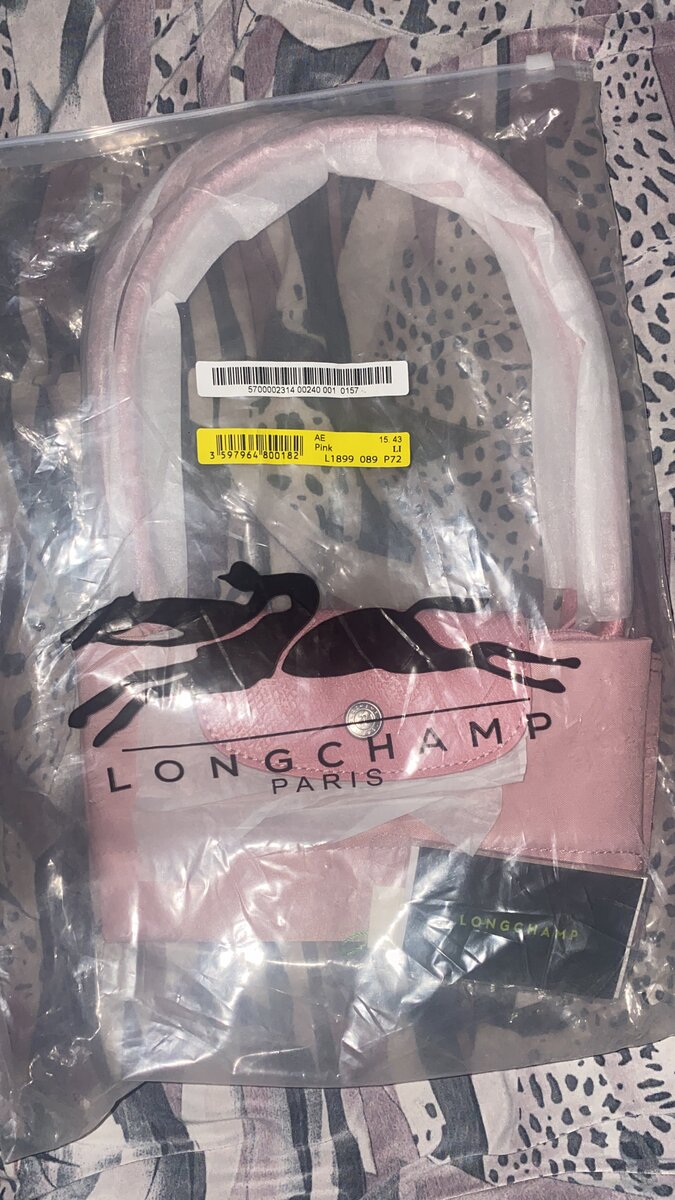 5700002314 00240 001 0157
AE 15. 43
Pink LI
3 597964 800182 L1899 089 P72
LONGCHAMP
PARIS
LONGCHAMP